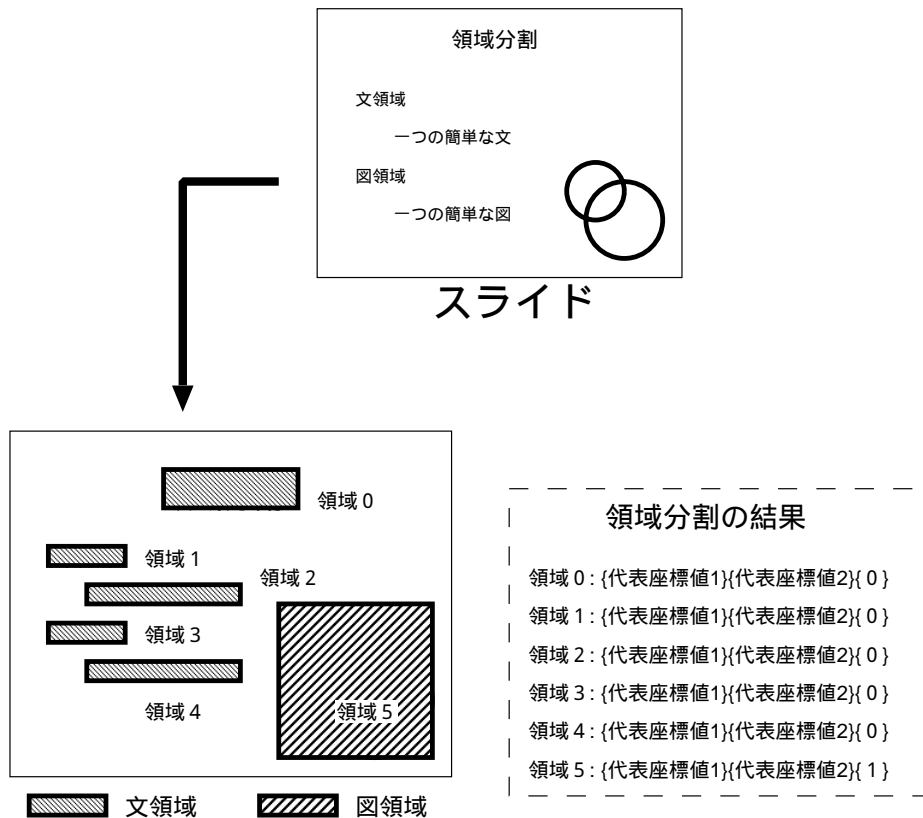 領域分割
文領域
一つの簡単な文
図領域
一つの簡単な図
スライド
領域 0
領域 1
領域 2
領域 3
領域 4
領域 5
文領域
図領域
領域分割の結果
領域 0 : {代表座標値1}{代表座標値2}{ 0 }
領域 1 : {代表座標値1}{代表座標値2}{ 0 }
領域 2 : {代表座標値1}{代表座標値2}{ 0 }
領域 3 : {代表座標値1}{代表座標値2}{ 0 }
領域 4 : {代表座標値1}{代表座標値2}{ 0 }
領域 5 : {代表座標値1}{代表座標値2}{ 1 }